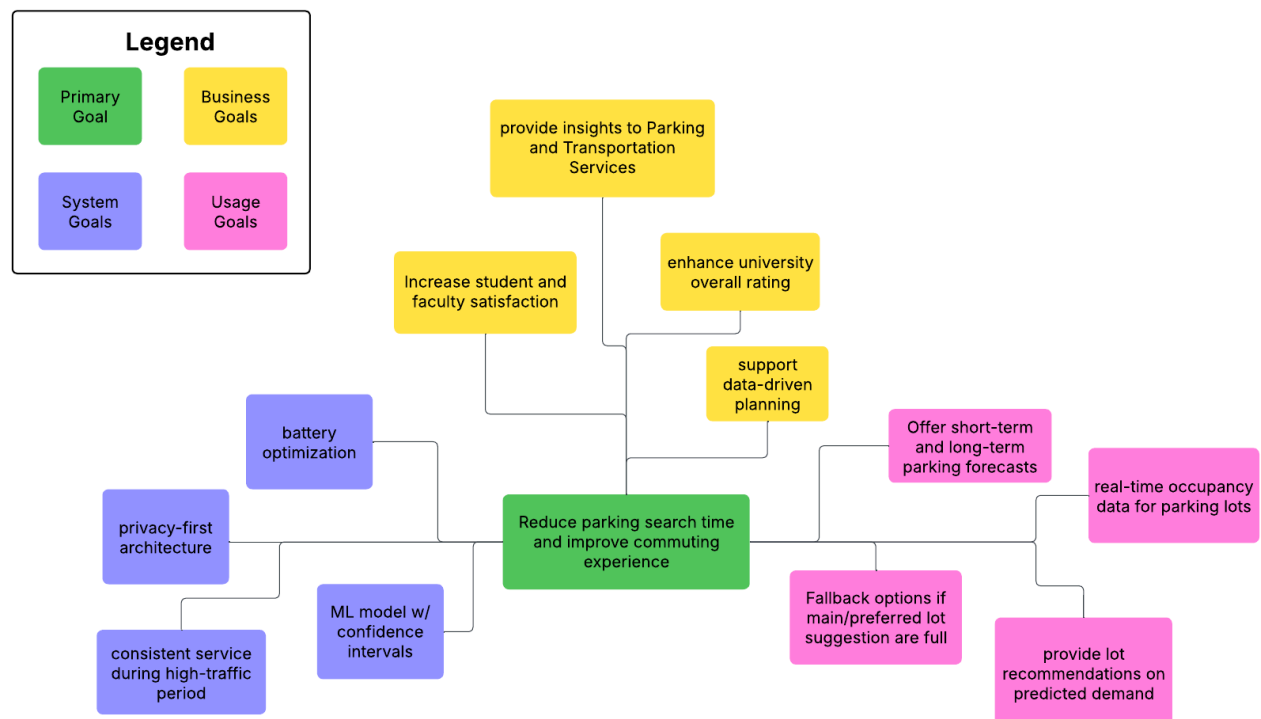 Legend
Primary
Goal
Business
Goals
System
Goals
Usage
Goals
provide insights to Parking
and Transportation
Services
enhance university
overall rating
Increase student and
faculty satisfaction
support
data-driven
planning
battery
optimization
Offer short-term
and long-term
parking forecasts
real-time occupancy
data for parking lots
privacy-first
architecture
Reduce parking search time
and improve commuting
experience
ML model w/
confidence
intervals
Fallback options if
main/preferred lot
suggestion are full
consistent service
during high-traffic
period
provide lot
recommendations on
predicted demand